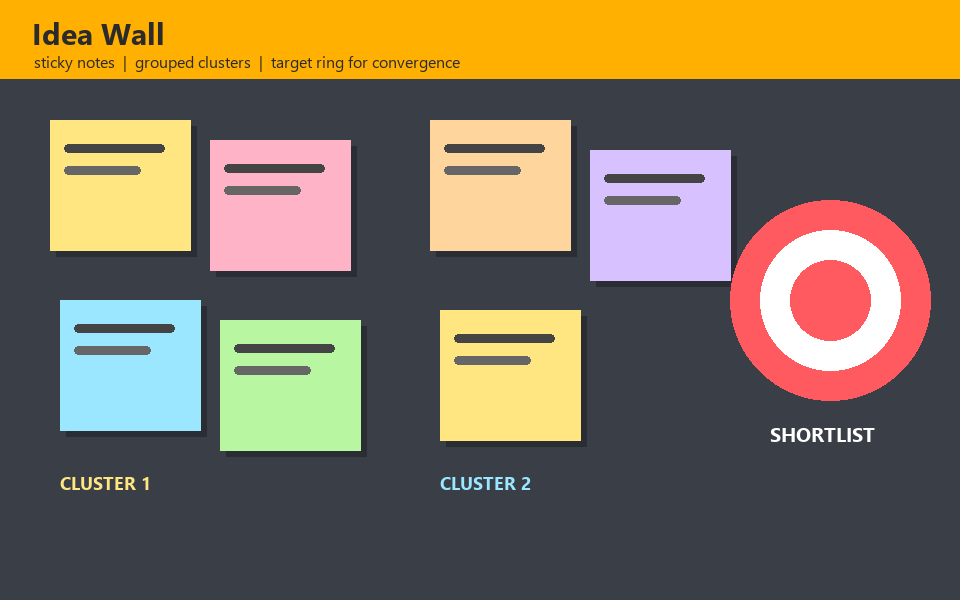 Idea Wall
sticky notes | grouped clusters | target ring for convergence
SHORTLIST
CLUSTER 1
CLUSTER 2